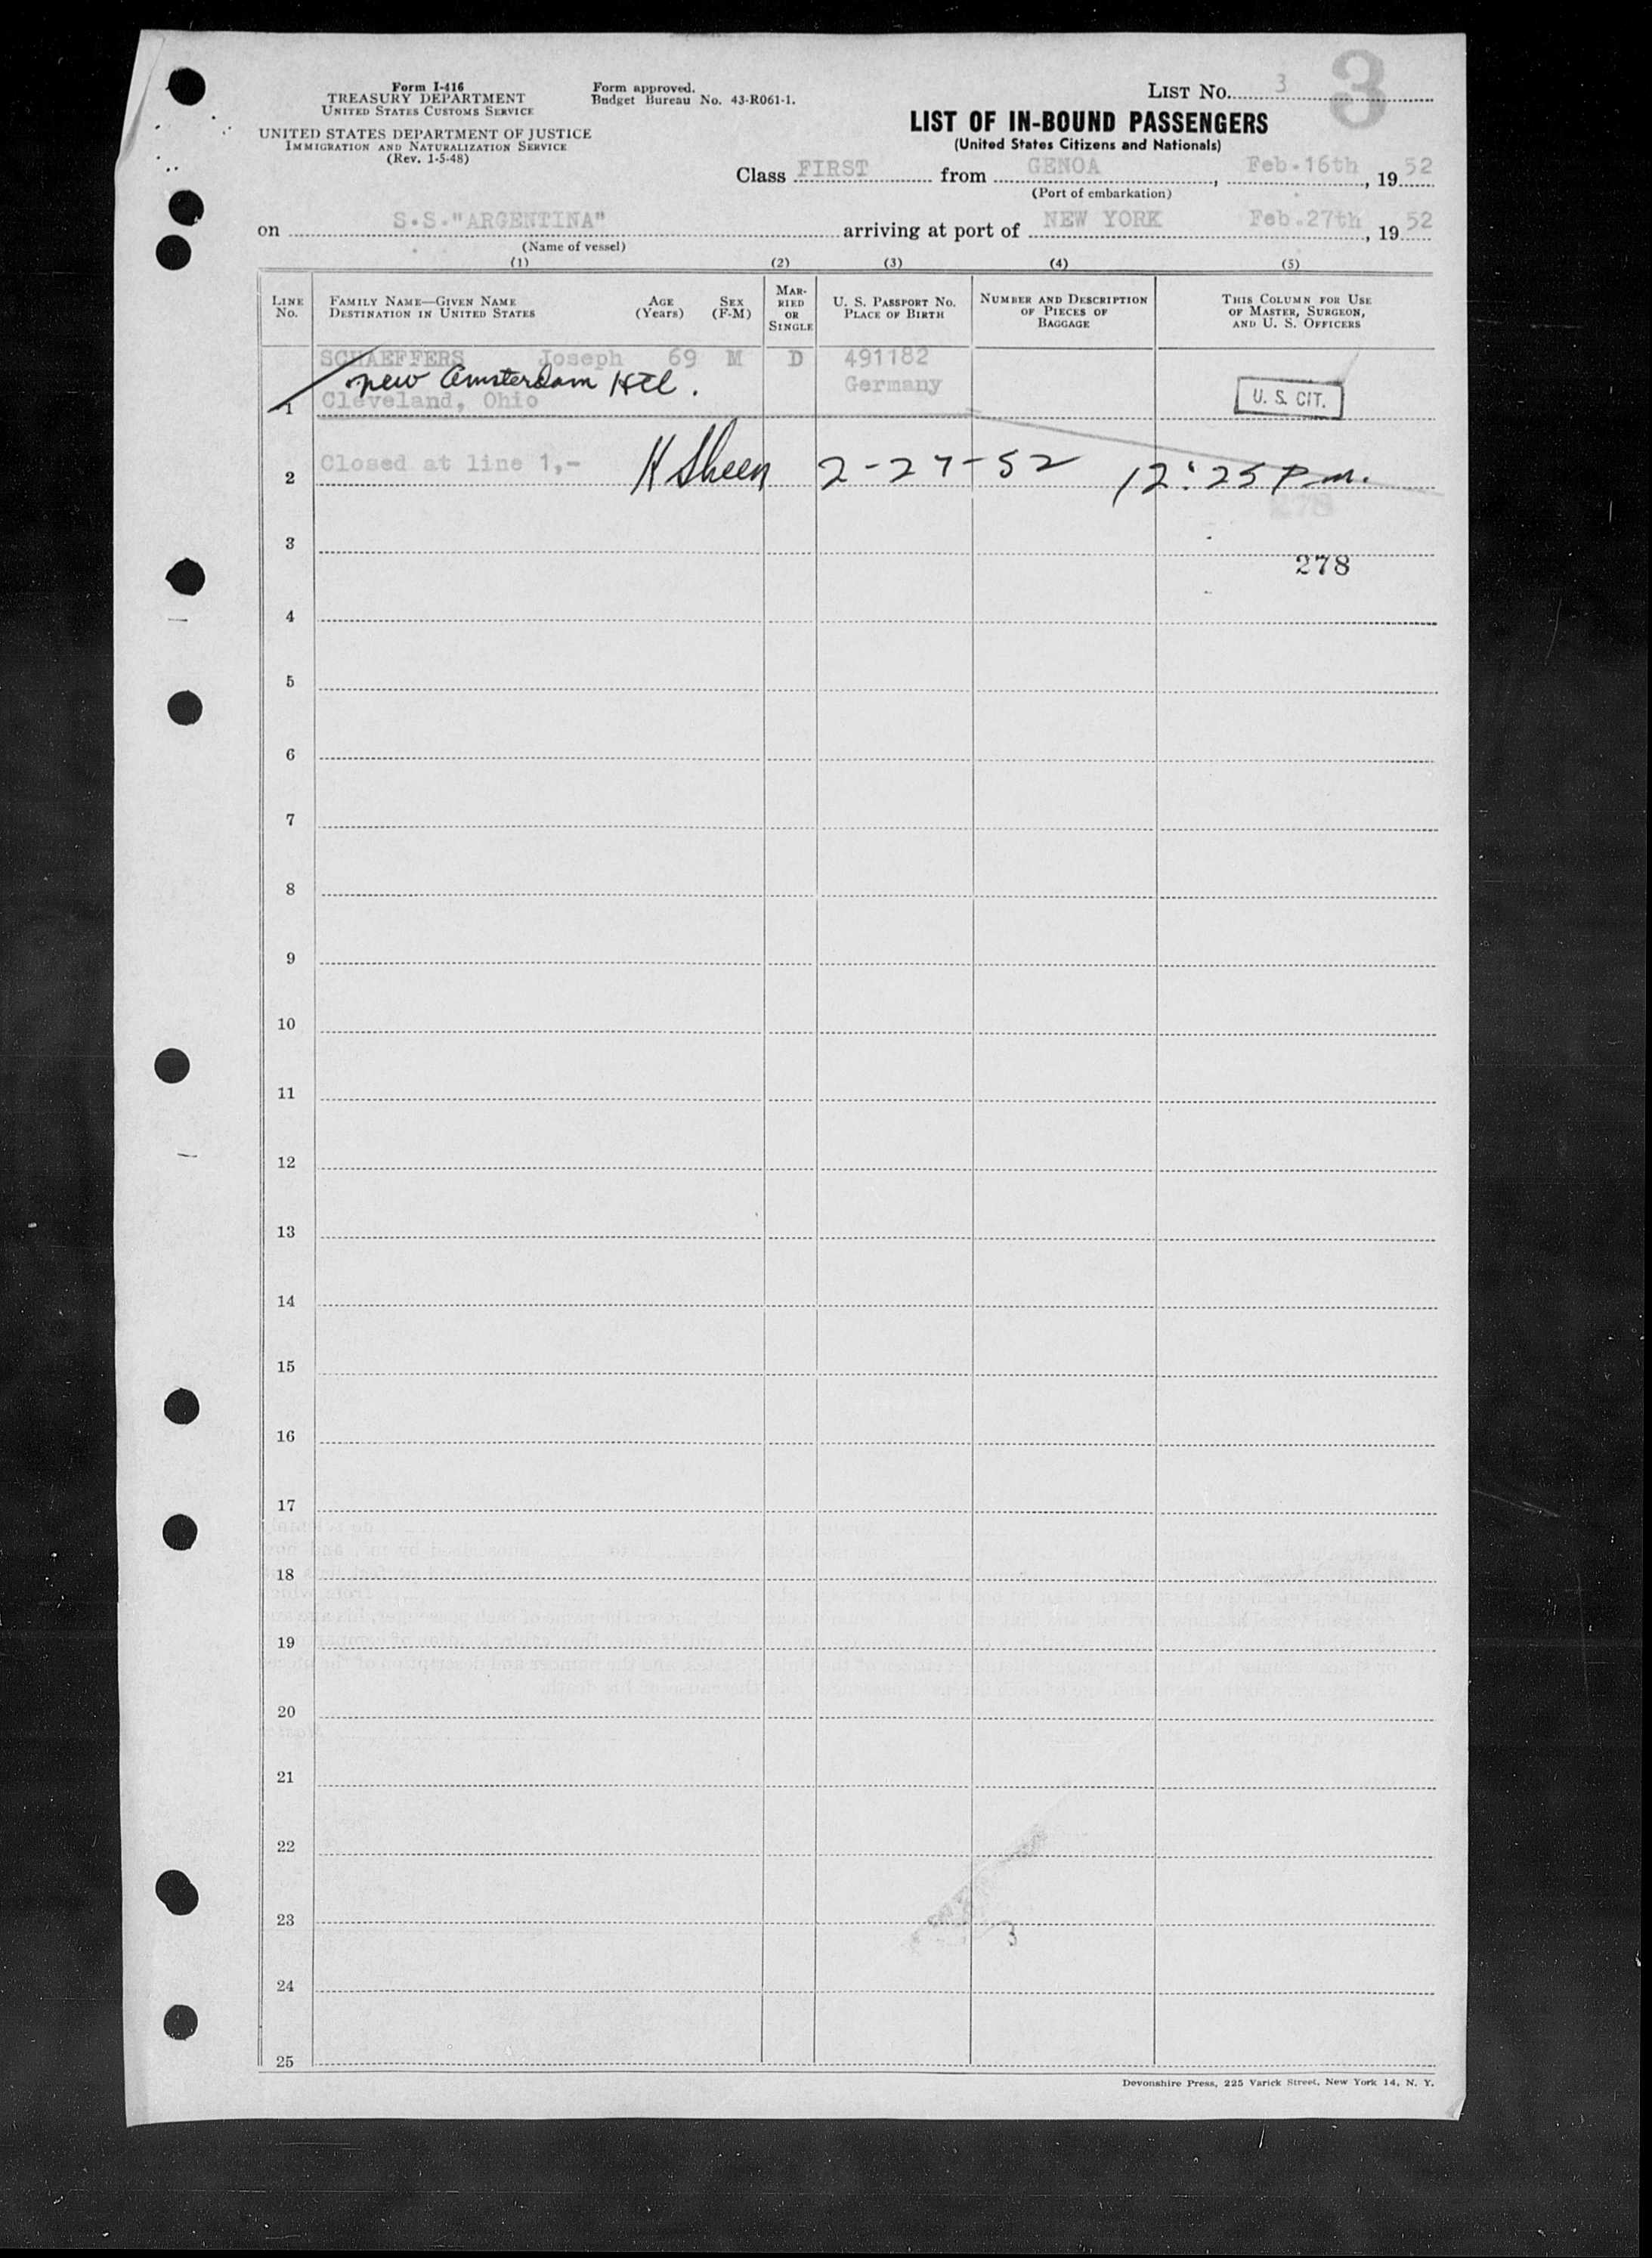 Form I-416
TREASURY DEPARTMENT
UNITED STATES CUSTOMS SERVICE
UNITED STATES DEPARTMENT OF JUSTICE
IMMIGRATION AND NATURALIZATION SERVICE
(Rev. 1-5-48)
Form approved.
Budget Bureau No. 43-R061-1.
LIST NO. 3
3
LIST OF IN-BOUND PASSENGERS
(United States Citizens and Nationals)
Class FIRST from GENOA, Feb.16th, 19 52
(Port of embarkation)
on S.S."ARGENTINA" arriving at port of NEW YORK Feb.27th, 19 52
(Name of vessel)
(1) (2) (3) (4) (5)
LINE NO.
FAMILY NAME—GIVEN NAME
DESTINATION IN UNITED STATES
AGE (Years)
SEX (F-M)
MARRIED OR SINGLE
U. S. PASSPORT NO.
PLACE OF BIRTH
NUMBER AND DESCRIPTION OF PIECES OF BAGGAGE
THIS COLUMN FOR USE OF MASTER, SURGEON, AND U. S. OFFICERS
SCHAEFFERS Joseph 69 M D 491182
new Amsterdam Htl. Germany
1 Cleveland, Ohio U. S. CIT.
2 Closed at line 1,- H Sheen 2-27-52 12:25 P.m.
278
3
278
4
5
6
7
8
9
10
11
12
13
14
15
16
17
18
19
20
21
22
23
3
24
25
Devonshire Press, 225 Varick Street, New York 14, N. Y.